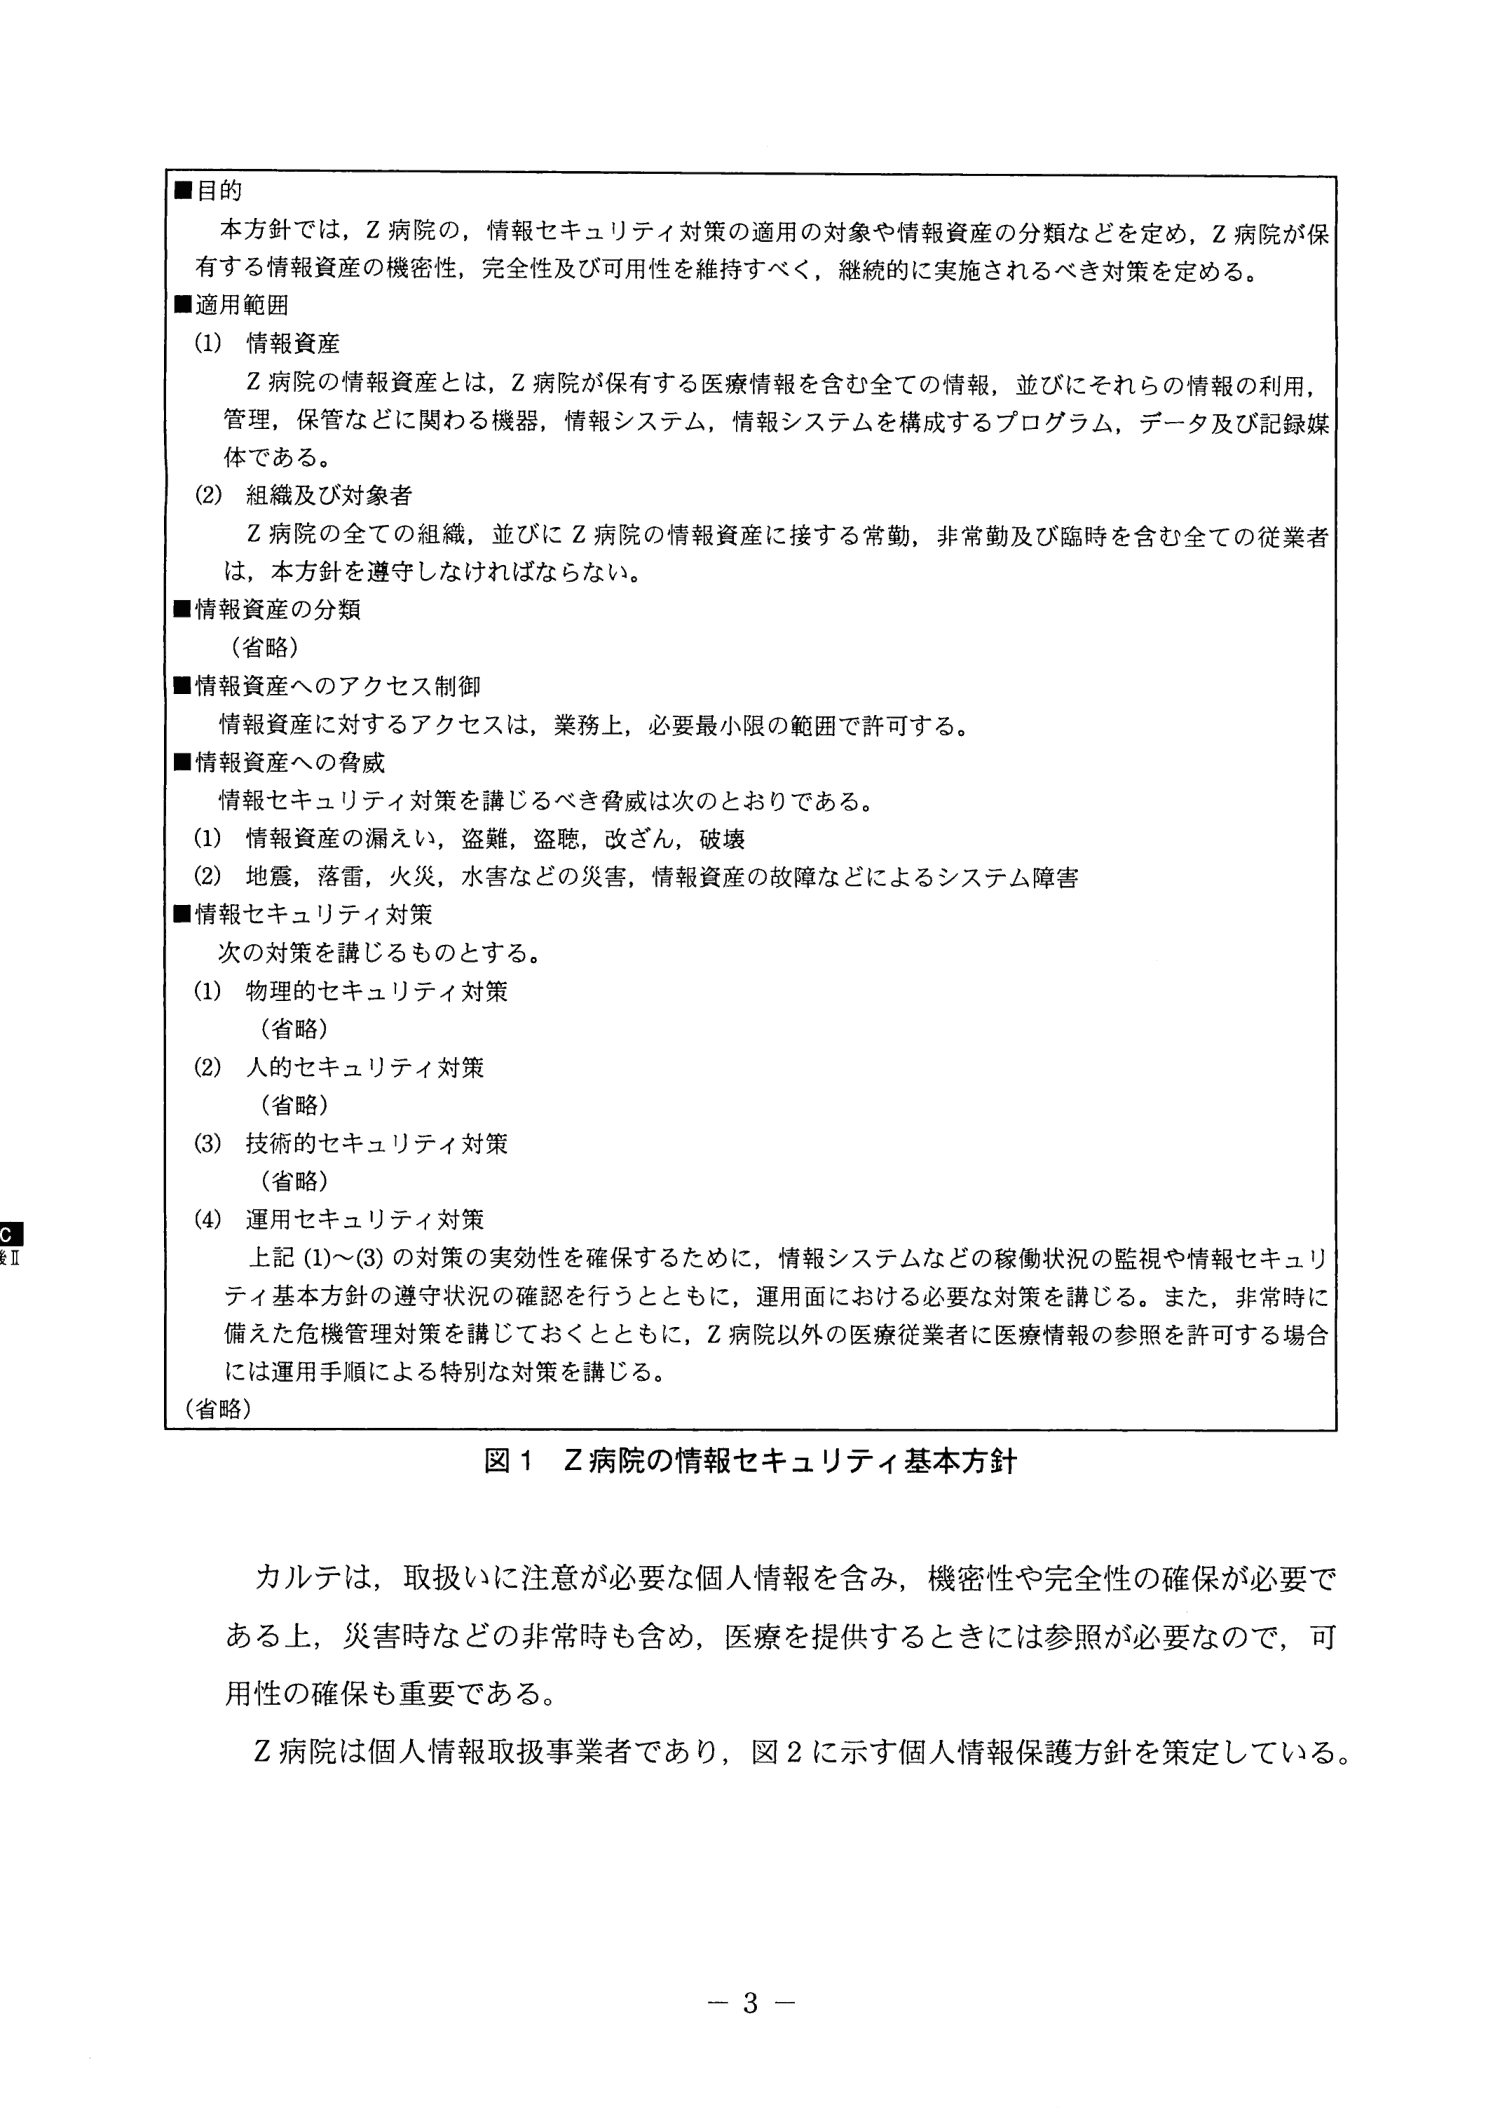 ■目的
本方針では，Z 病院の，情報セキュリティ対策の適用の対象や情報資産の分類などを定め，Z 病院が保
有する情報資産の機密性，完全性及び可用性を維持すべく，継続的に実施されるべき対策を定める。
■適用範囲
(1) 情報資産
Z 病院の情報資産とは，Z 病院が保有する医療情報を含む全ての情報，並びにそれらの情報の利用，
管理，保管などに関わる機器，情報システム，情報システムを構成するプログラム，データ及び記録媒
体である。
(2) 組織及び対象者
Z 病院の全ての組織，並びに Z 病院の情報資産に接する常勤，非常勤及び臨時を含む全ての従業者
は，本方針を遵守しなければならない。
■情報資産の分類
（省略）
■情報資産へのアクセス制御
情報資産に対するアクセスは，業務上，必要最小限の範囲で許可する。
■情報資産への脅威
情報セキュリティ対策を講じるべき脅威は次のとおりである。
(1) 情報資産の漏えい，盗難，盗聴，改ざん，破壊
(2) 地震，落雷，火災，水害などの災害，情報資産の故障などによるシステム障害
■情報セキュリティ対策
次の対策を講じるものとする。
(1) 物理的セキュリティ対策
（省略）
(2) 人的セキュリティ対策
（省略）
(3) 技術的セキュリティ対策
（省略）
(4) 運用セキュリティ対策
上記 (1)～(3) の対策の実効性を確保するために，情報システムなどの稼働状況の監視や情報セキュリ
ティ基本方針の遵守状況の確認を行うとともに，運用面における必要な対策を講じる。また，非常時に
備えた危機管理対策を講じておくとともに，Z 病院以外の医療従業者に医療情報の参照を許可する場合
には運用手順による特別な対策を講じる。
（省略）
図 1 Z 病院の情報セキュリティ基本方針
カルテは，取扱いに注意が必要な個人情報を含み，機密性や完全性の確保が必要で
ある上，災害時などの非常時も含め，医療を提供するときには参照が必要なので，可
用性の確保も重要である。
Z 病院は個人情報取扱事業者であり，図 2 に示す個人情報保護方針を策定している。
C
Ⅱ
－ 3 －